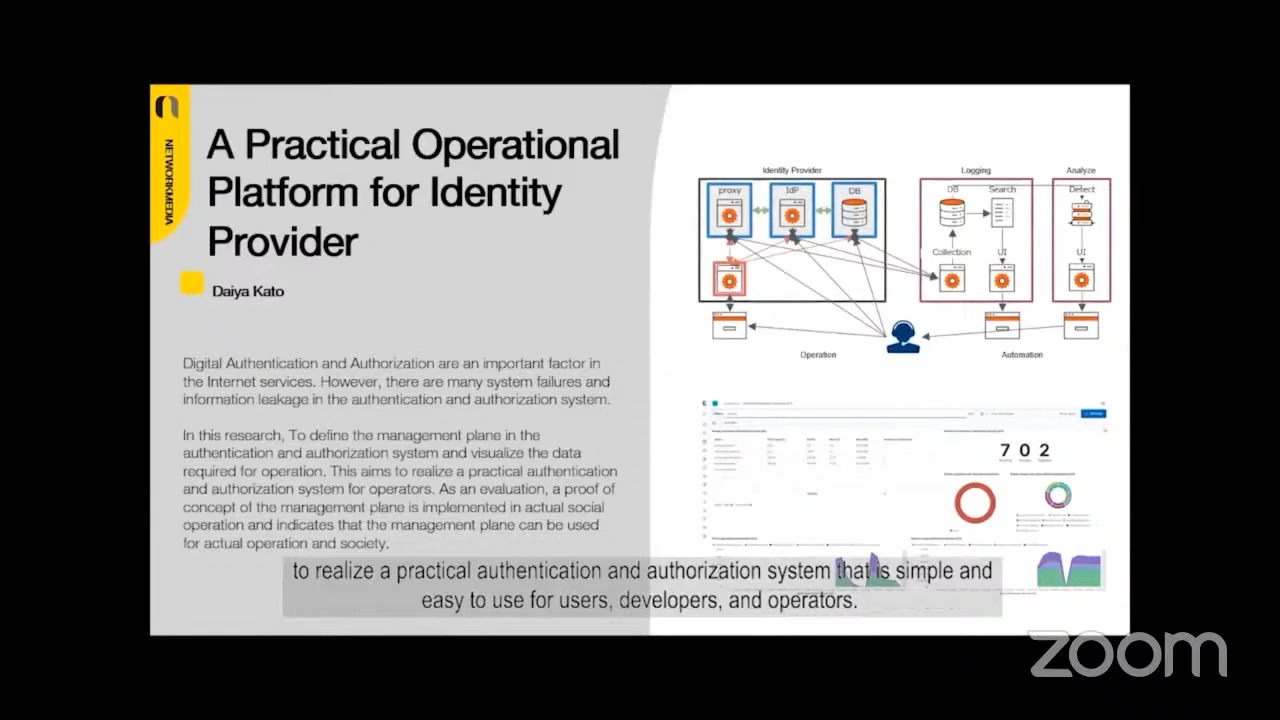 NETWORKMEDIA
A Practical Operational
Platform for Identity
Provider
Daiya Kato
Digital Authentication and Authorization are an important factor in
the Internet services. However, there are many system failures and
information leakage in the authentication and authorization system.
In this research, To define the management plane in the
authentication and authorization system and visualize the data
required for operation. This aims to realize a practical authentication
and authorization system for operators. As an evaluation, a proof of
concept of the management plane is implemented in actual social
operation and indicates that the management plane can be used
for actual operation and society.
Identity Provider
Logging
Analyze
proxy
IdP
DB
DB
Search
Detect
Collection
UI
UI
Operation
Automation
7 0 2
to realize a practical authentication and authorization system that is simple and
easy to use for users, developers, and operators.
zoom